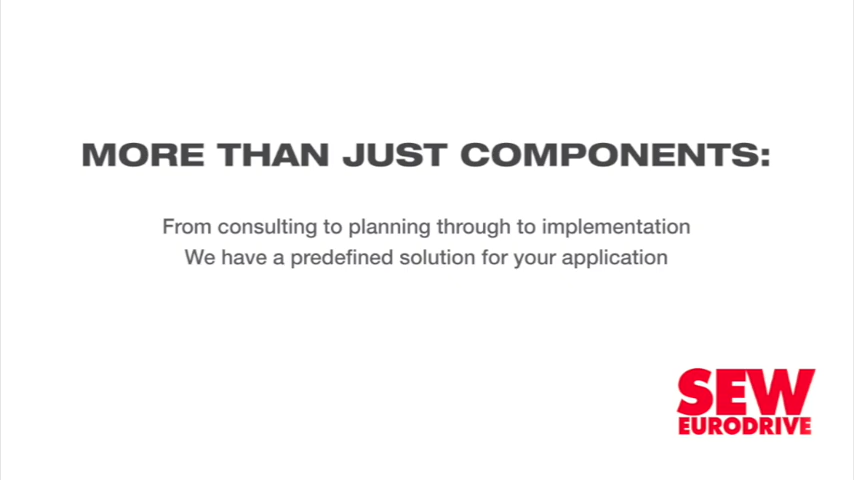 MORE THAN JUST COMPONENTS:
From consulting to planning through to implementation
We have a predefined solution for your application
SEW
EURODRIVE